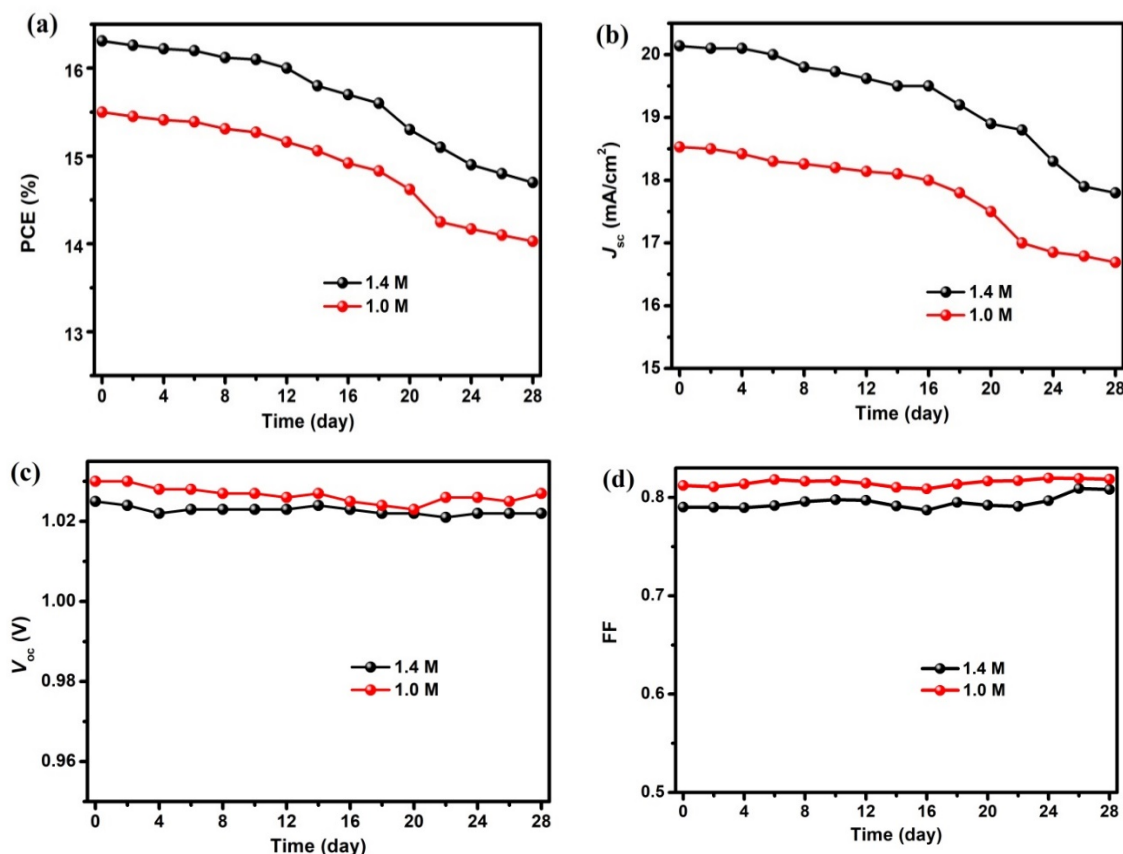 (a)
PCE (%)
16
15
14
13
1.4 M
1.0 M
0 4 8 12 16 20 24 28
Time (day)
(b)
J sc (mA/cm²)
20
19
18
17
16
15
1.4 M
1.0 M
0 4 8 12 16 20 24 28
Time (day)
(c)
V oc (V)
1.02
1.00
0.98
0.96
1.4 M
1.0 M
0 4 8 12 16 20 24 28
Time (day)
(d)
FF
0.8
0.7
0.6
0.5
1.4 M
1.0 M
0 4 8 12 16 20 24 28
Time (day)